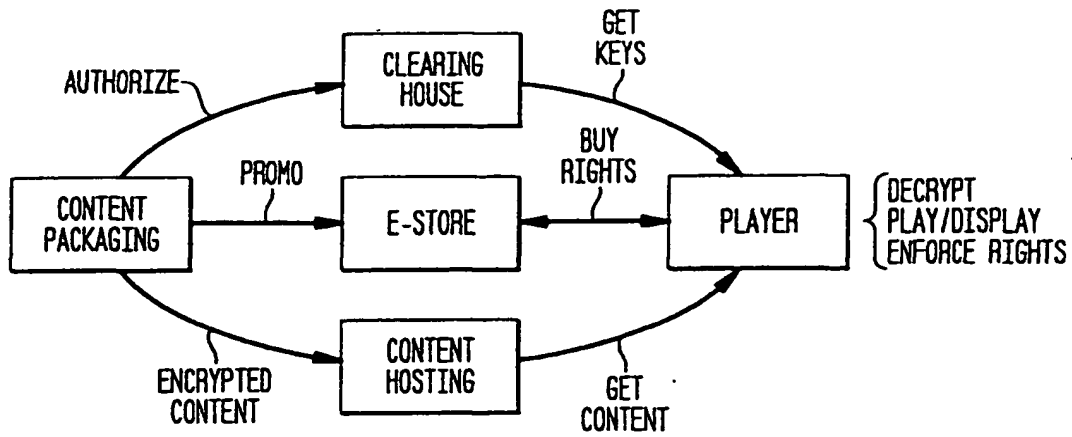 GET
KEYS
CLEARING
HOUSE
AUTHORIZE
BUY
RIGHTS
PROMO
CONTENT
PACKAGING
E-STORE
PLAYER
DECRYPT
PLAY/DISPLAY
ENFORCE RIGHTS
CONTENT
HOSTING
ENCRYPTED
CONTENT
GET
CONTENT